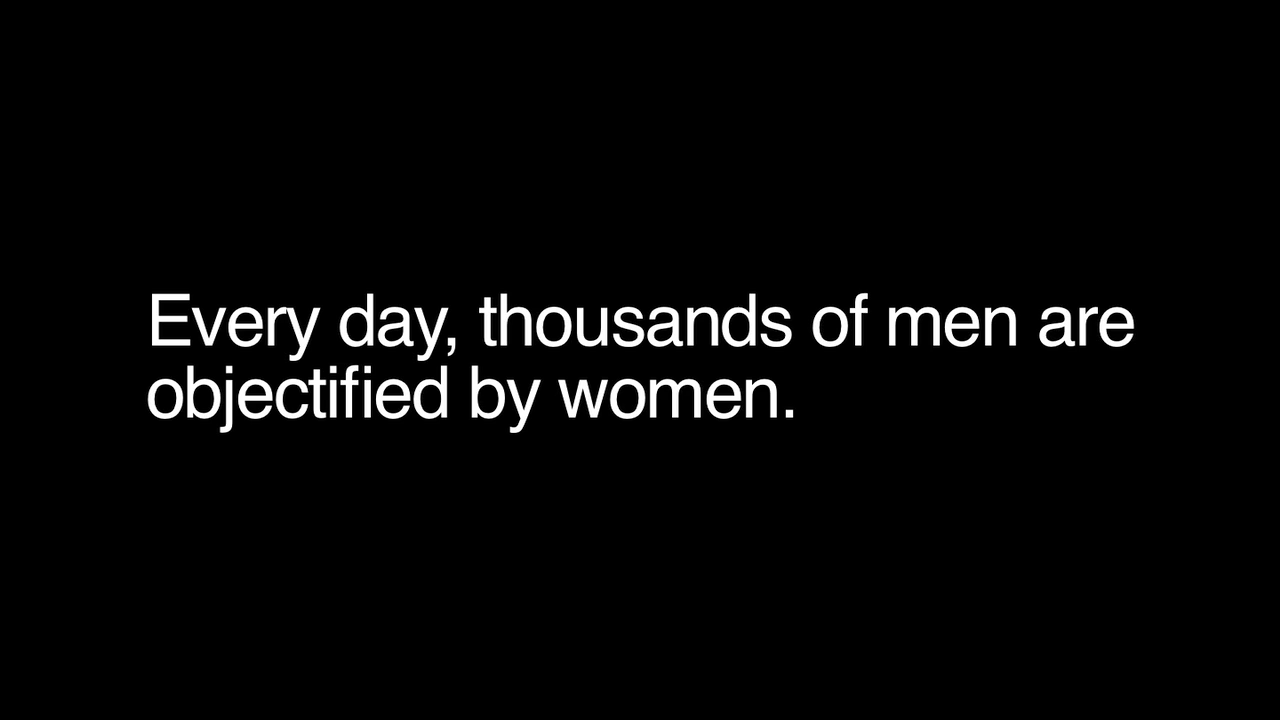 Every day, thousands of men are
objectified by women.